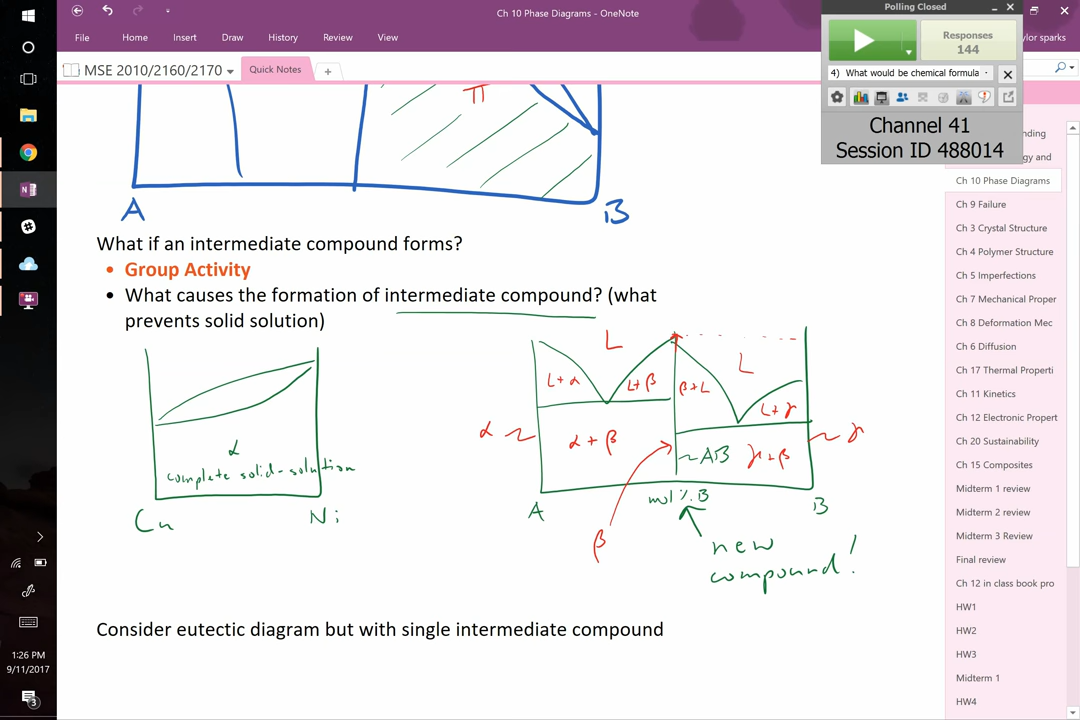 Ch 10 Phase Diagrams - OneNote
Polling Closed
File Home Insert Draw History Review View
Responses
144
ylor sparks
MSE 2010/2160/2170
Quick Notes
4) What would be chemical formula
Channel 41
Session ID 488014
II
A
B
What if an intermediate compound forms?
• Group Activity
• What causes the formation of intermediate compound? (what
prevents solid solution)
α
complete solid-solution
Cu
Ni
L
L
L+α
L+β
β+L
L+γ
α
α+β
~AB
γ+β
γ
A
mol % B
B
β
new
compound!
Consider eutectic diagram but with single intermediate compound
nding
gy and
Ch 10 Phase Diagrams
Ch 9 Failure
Ch 3 Crystal Structure
Ch 4 Polymer Structure
Ch 5 Imperfections
Ch 7 Mechanical Proper
Ch 8 Deformation Mec
Ch 6 Diffusion
Ch 17 Thermal Properti
Ch 11 Kinetics
Ch 12 Electronic Propert
Ch 20 Sustainability
Ch 15 Composites
Midterm 1 review
Midterm 2 review
Midterm 3 Review
Final review
Ch 12 in class book pro
HW1
HW2
HW3
Midterm 1
HW4
1:26 PM
9/11/2017
3